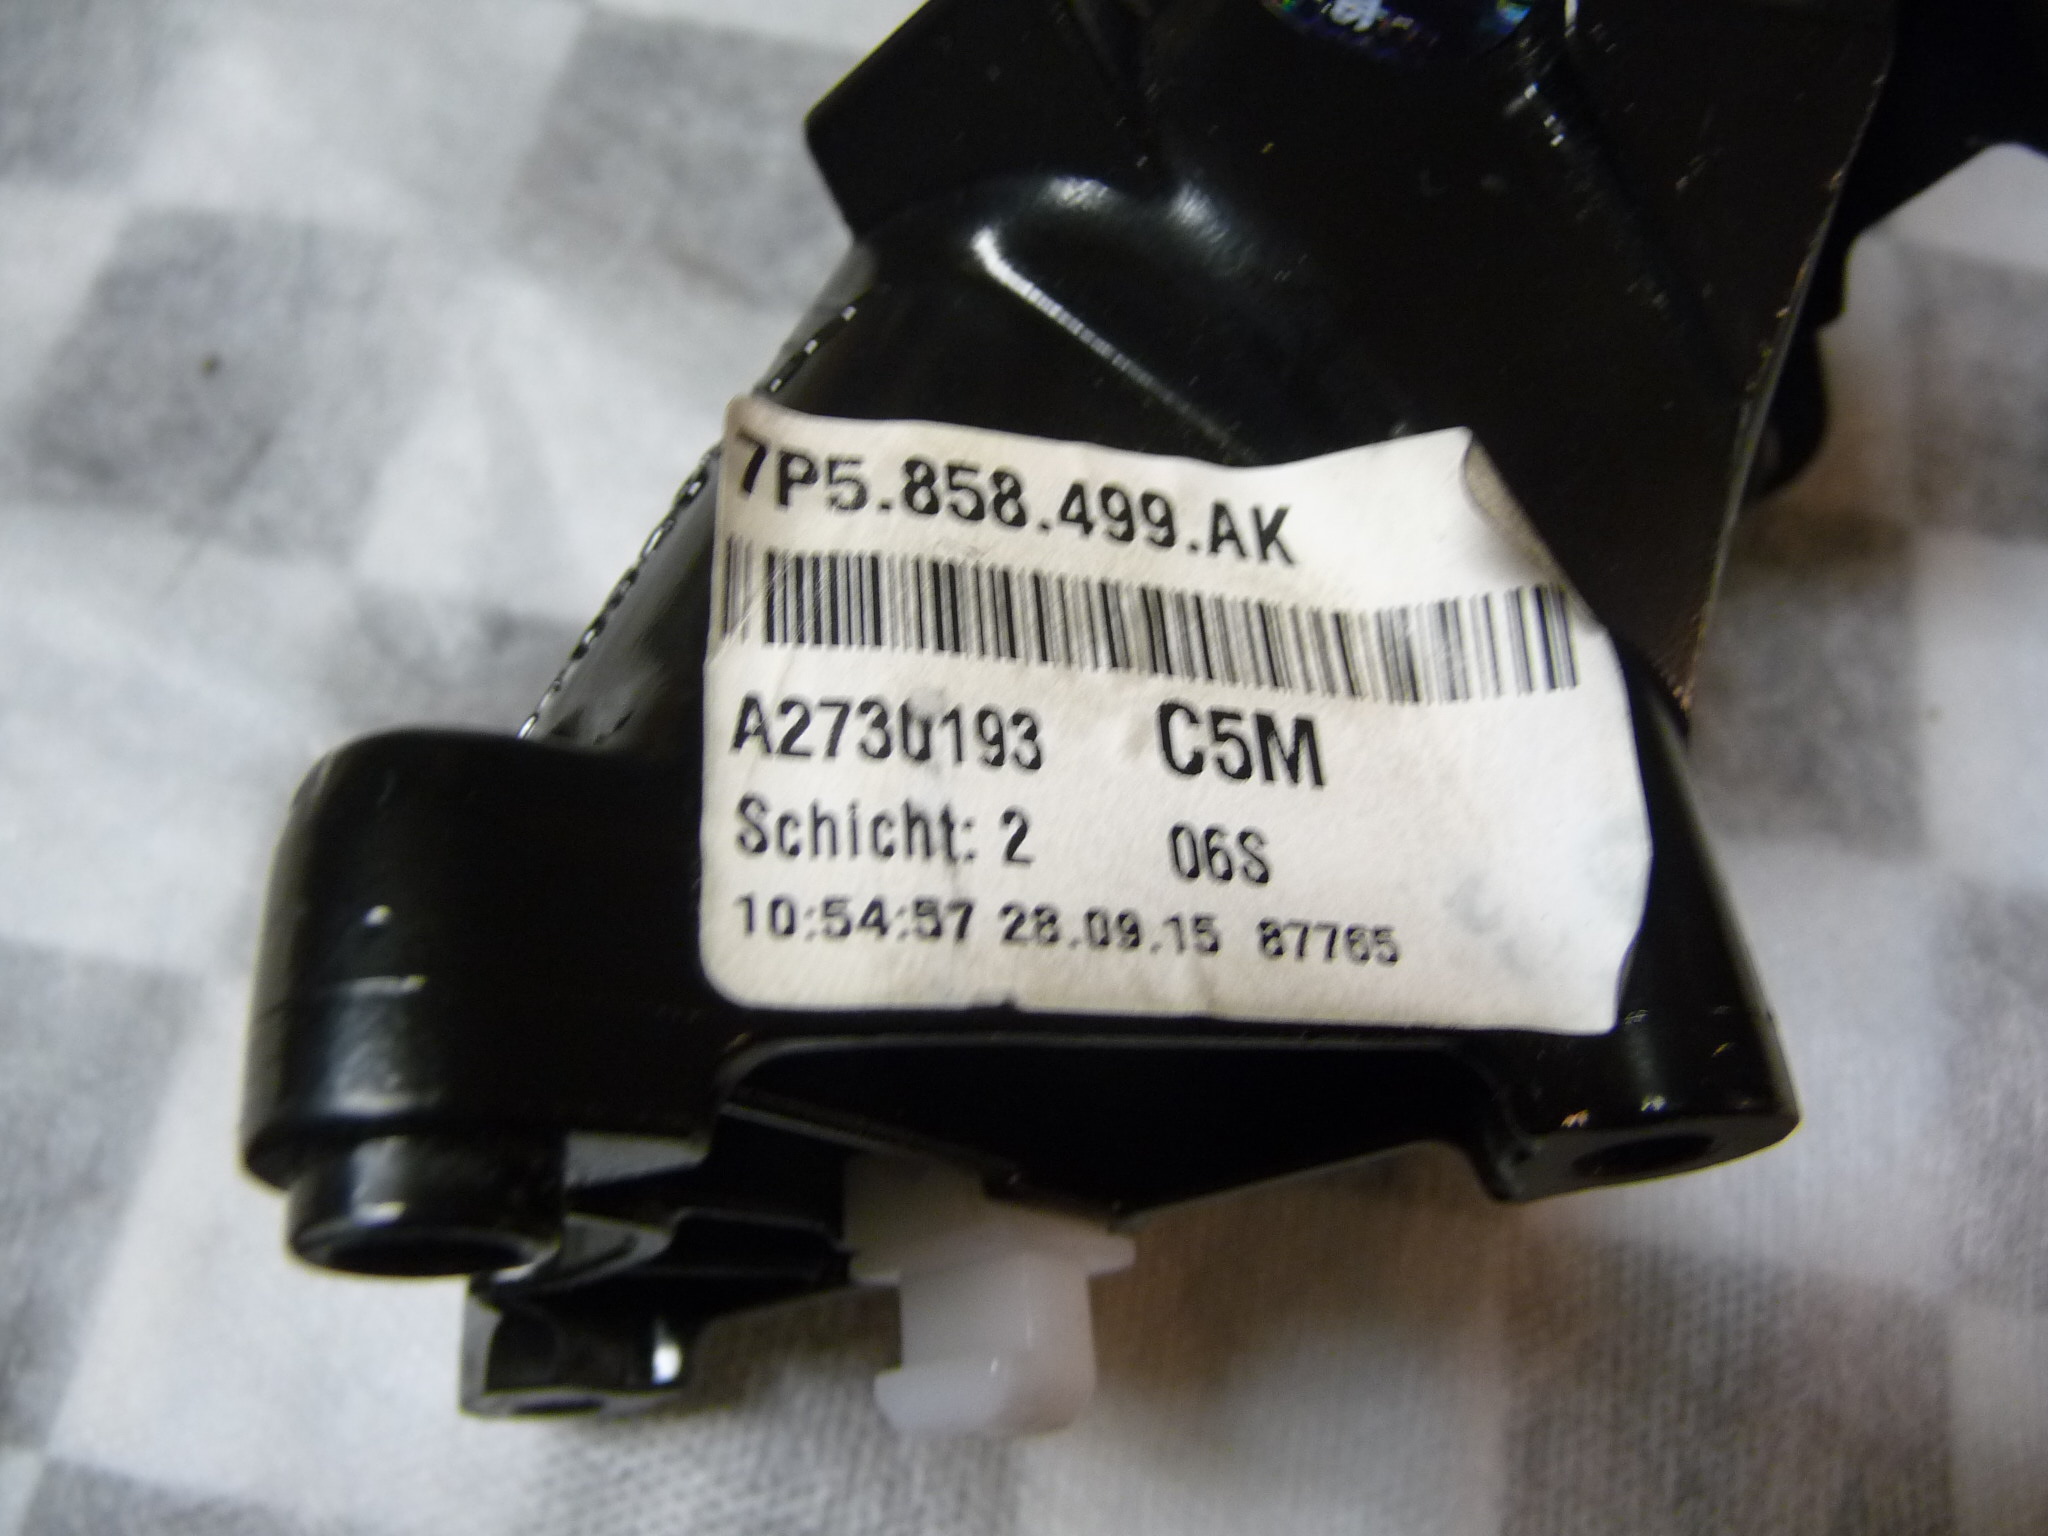 7P5.858.499.AK
A2730193 C5M
Schicht: 2 06S
10:54:57 28.09.15 87765